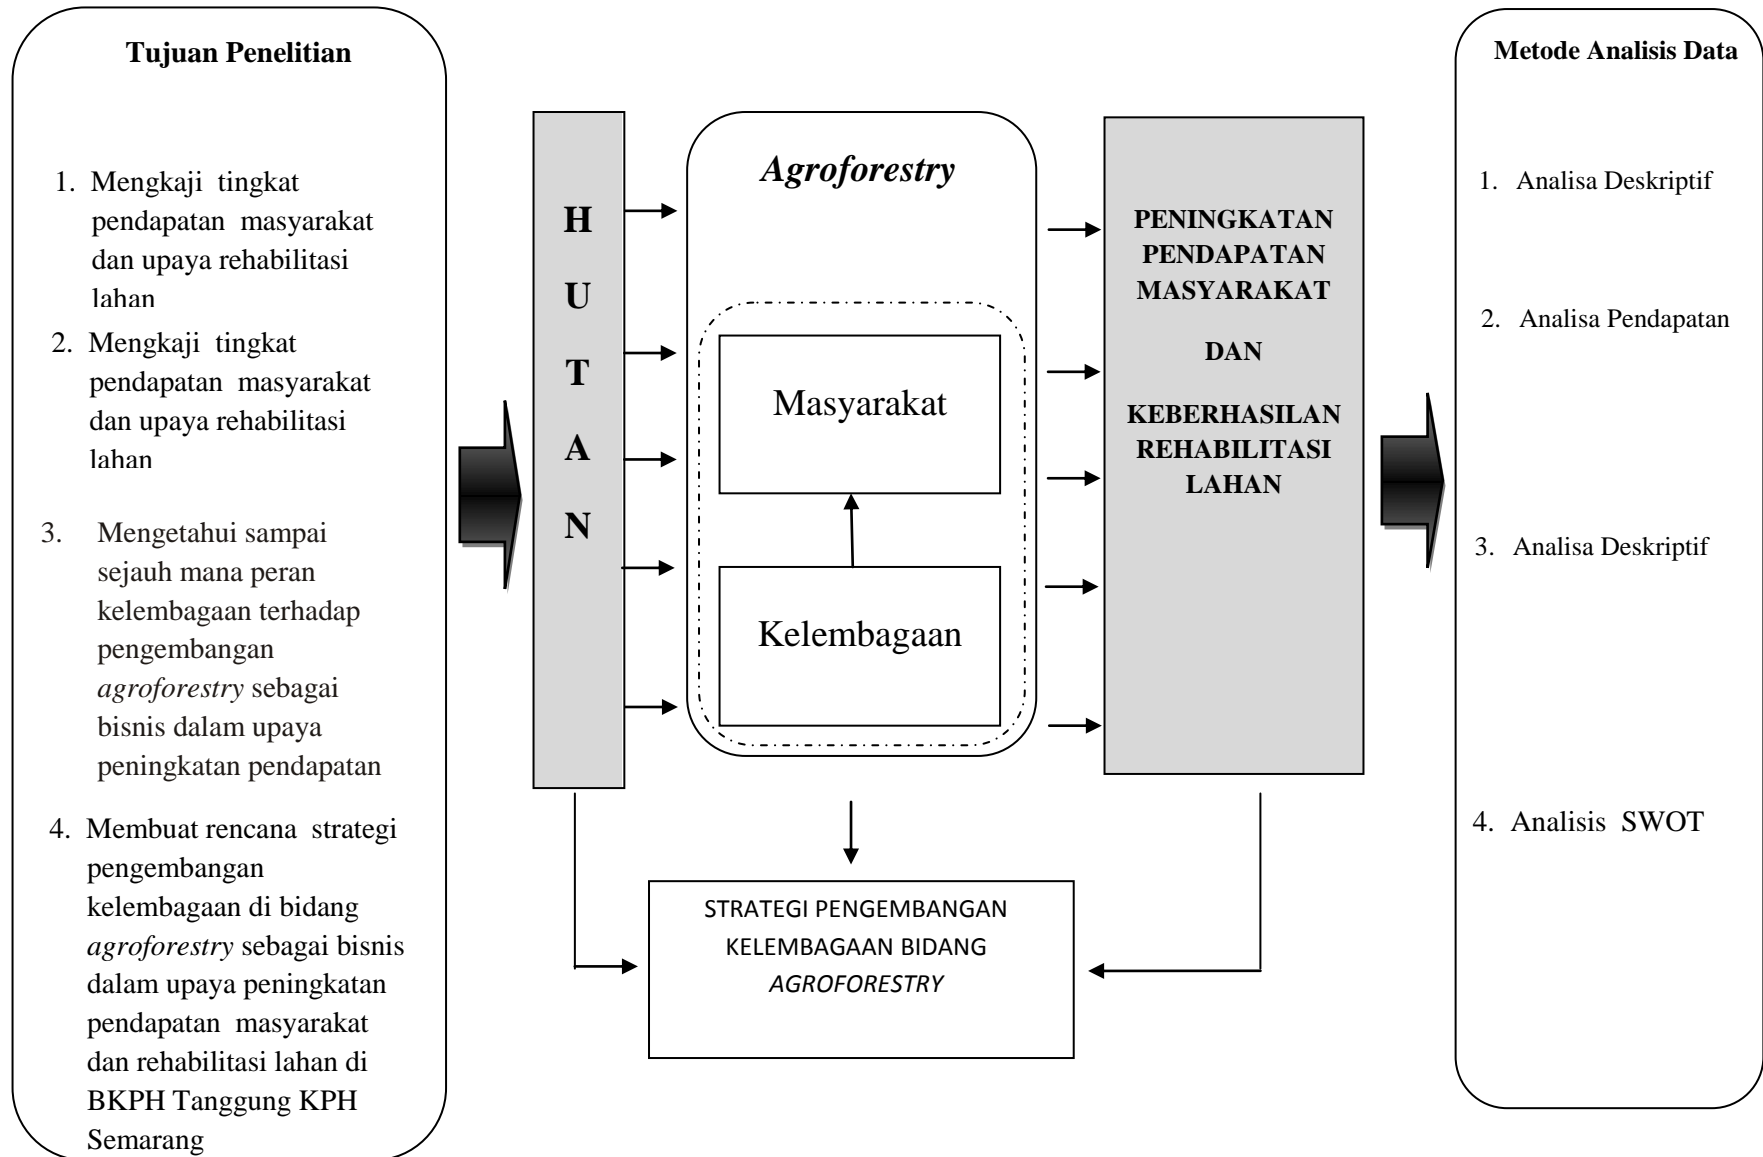 Tujuan Penelitian
1. Mengkaji tingkat
pendapatan masyarakat
dan upaya rehabilitasi
lahan
2. Mengkaji tingkat
pendapatan masyarakat
dan upaya rehabilitasi
lahan
3. Mengetahui sampai
sejauh mana peran
kelembagaan terhadap
pengembangan
agroforestry sebagai
bisnis dalam upaya
peningkatan pendapatan
4. Membuat rencana strategi
pengembangan
kelembagaan di bidang
agroforestry sebagai bisnis
dalam upaya peningkatan
pendapatan masyarakat
dan rehabilitasi lahan di
BKPH Tanggung KPH
Semarang
H
U
T
A
N
Agroforestry
Masyarakat
Kelembagaan
PENINGKATAN
PENDAPATAN
MASYARAKAT
DAN
KEBERHASILAN
REHABILITASI
LAHAN
STRATEGI PENGEMBANGAN
KELEMBAGAAN BIDANG
AGROFORESTRY
Metode Analisis Data
1. Analisa Deskriptif
2. Analisa Pendapatan
3. Analisa Deskriptif
4. Analisis SWOT